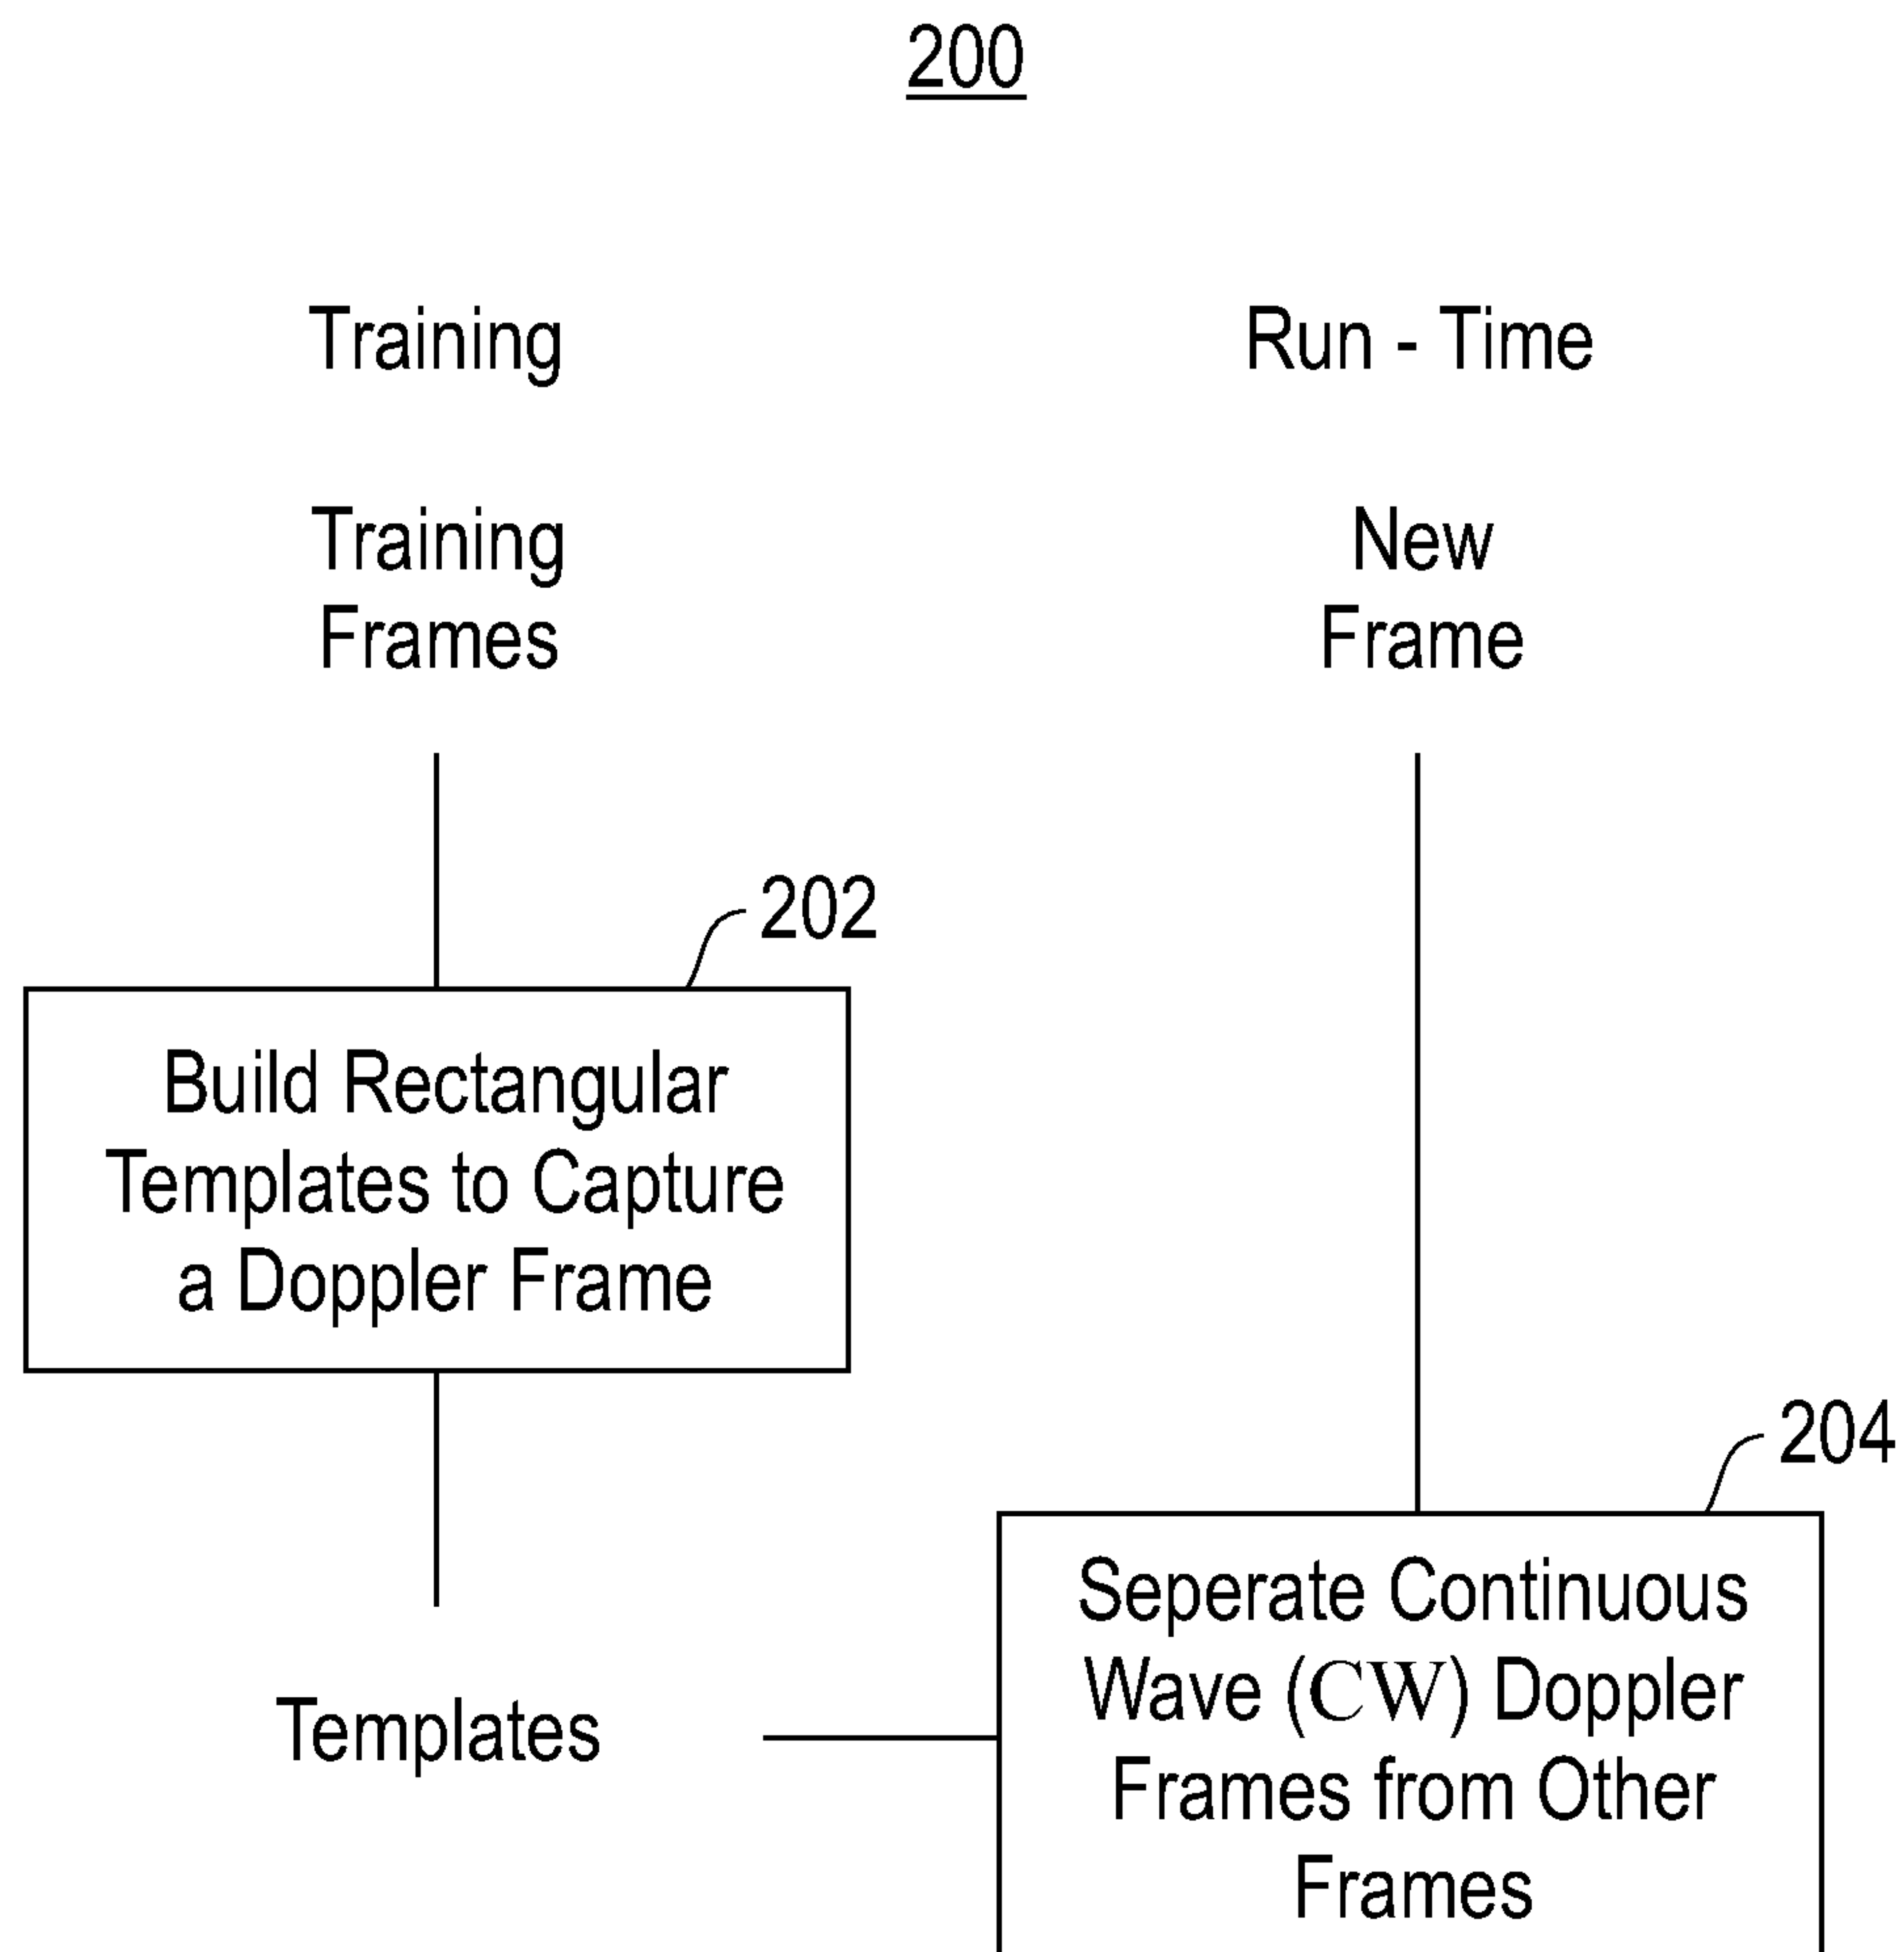 200
Training
Training
Frames
202
Build Rectangular
Templates to Capture
a Doppler Frame
Templates
Run - Time
New
Frame
204
Seperate Continuous
Wave (CW) Doppler
Frames from Other
Frames